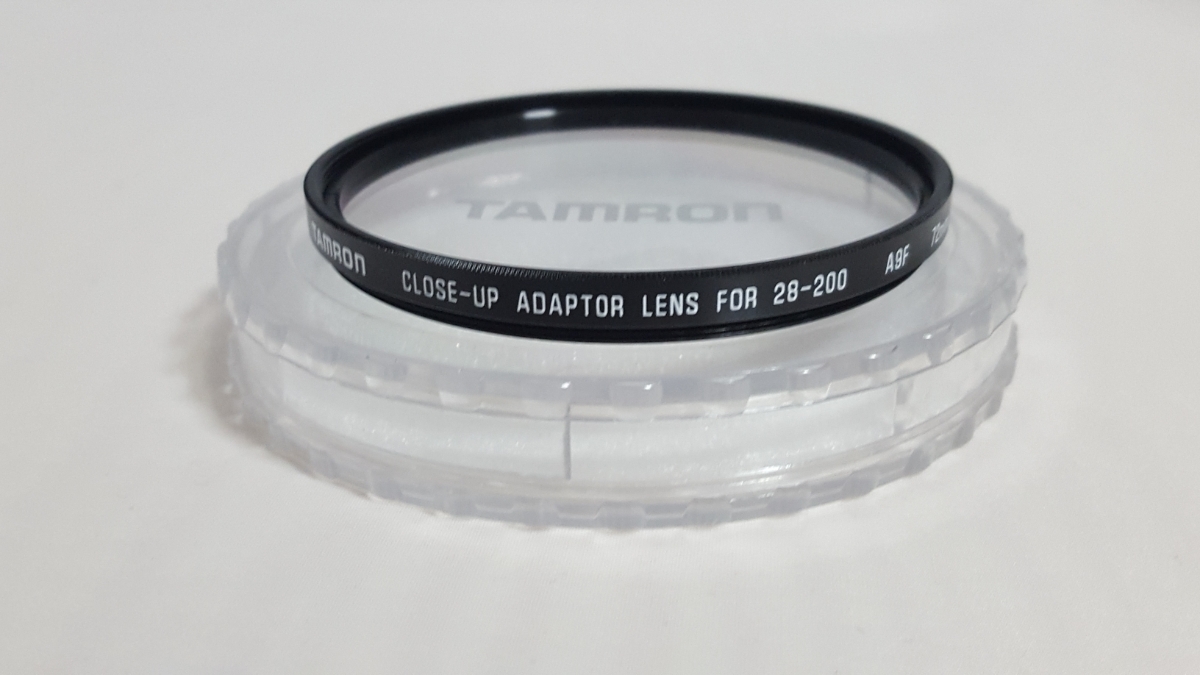 TAMRON
TAMRON CLOSE-UP ADAPTOR LENS FOR 28-200 A9F